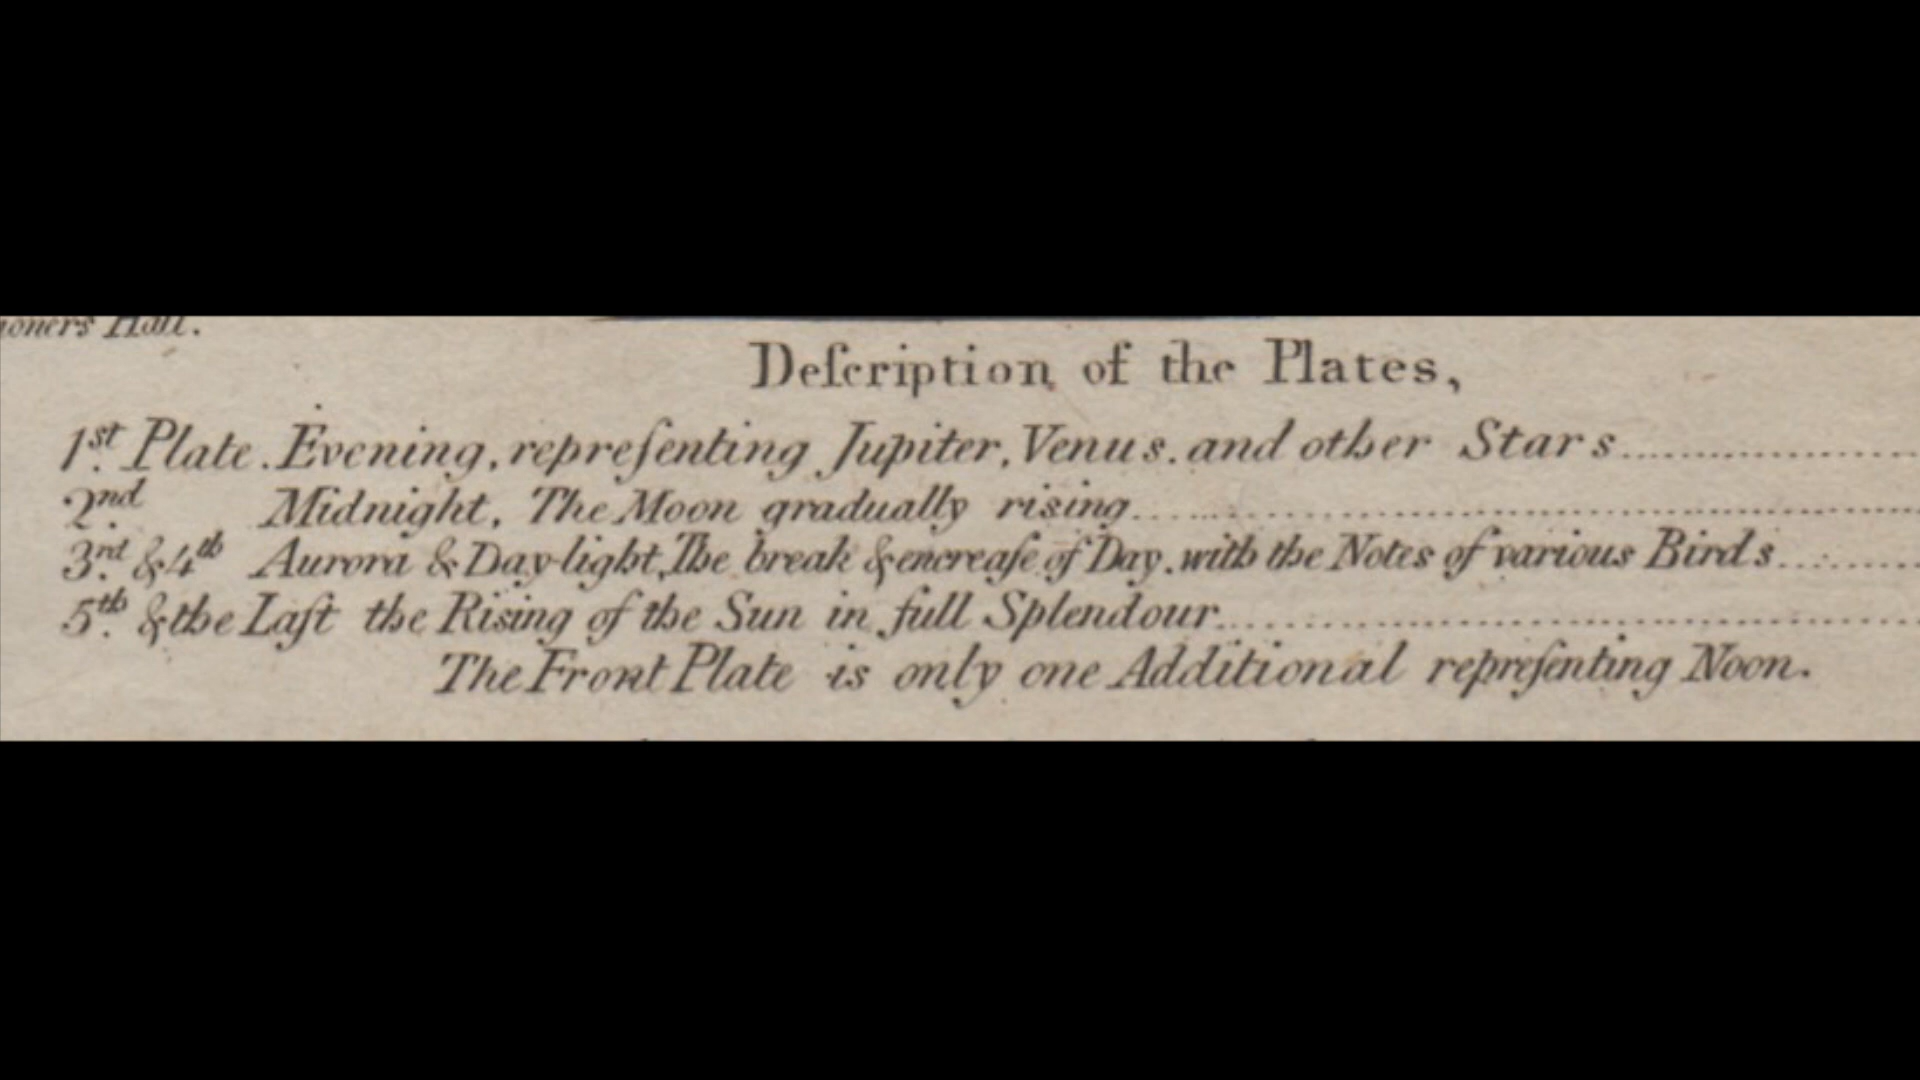 ioners Hall.
Deſcription of the Plates,
1st. Plate. Evening, repreſenting Jupiter, Venus. and other Stars....................
2nd. Midnight, The Moon gradually rising....................
3rd. & 4th Aurora & Day-light, The break & encreaſe of Day. with the Notes of various Birds..........
5th. & the Laſt the Rising of the Sun in full Splendour....................
The Front Plate is only one Additional repreſenting Noon.